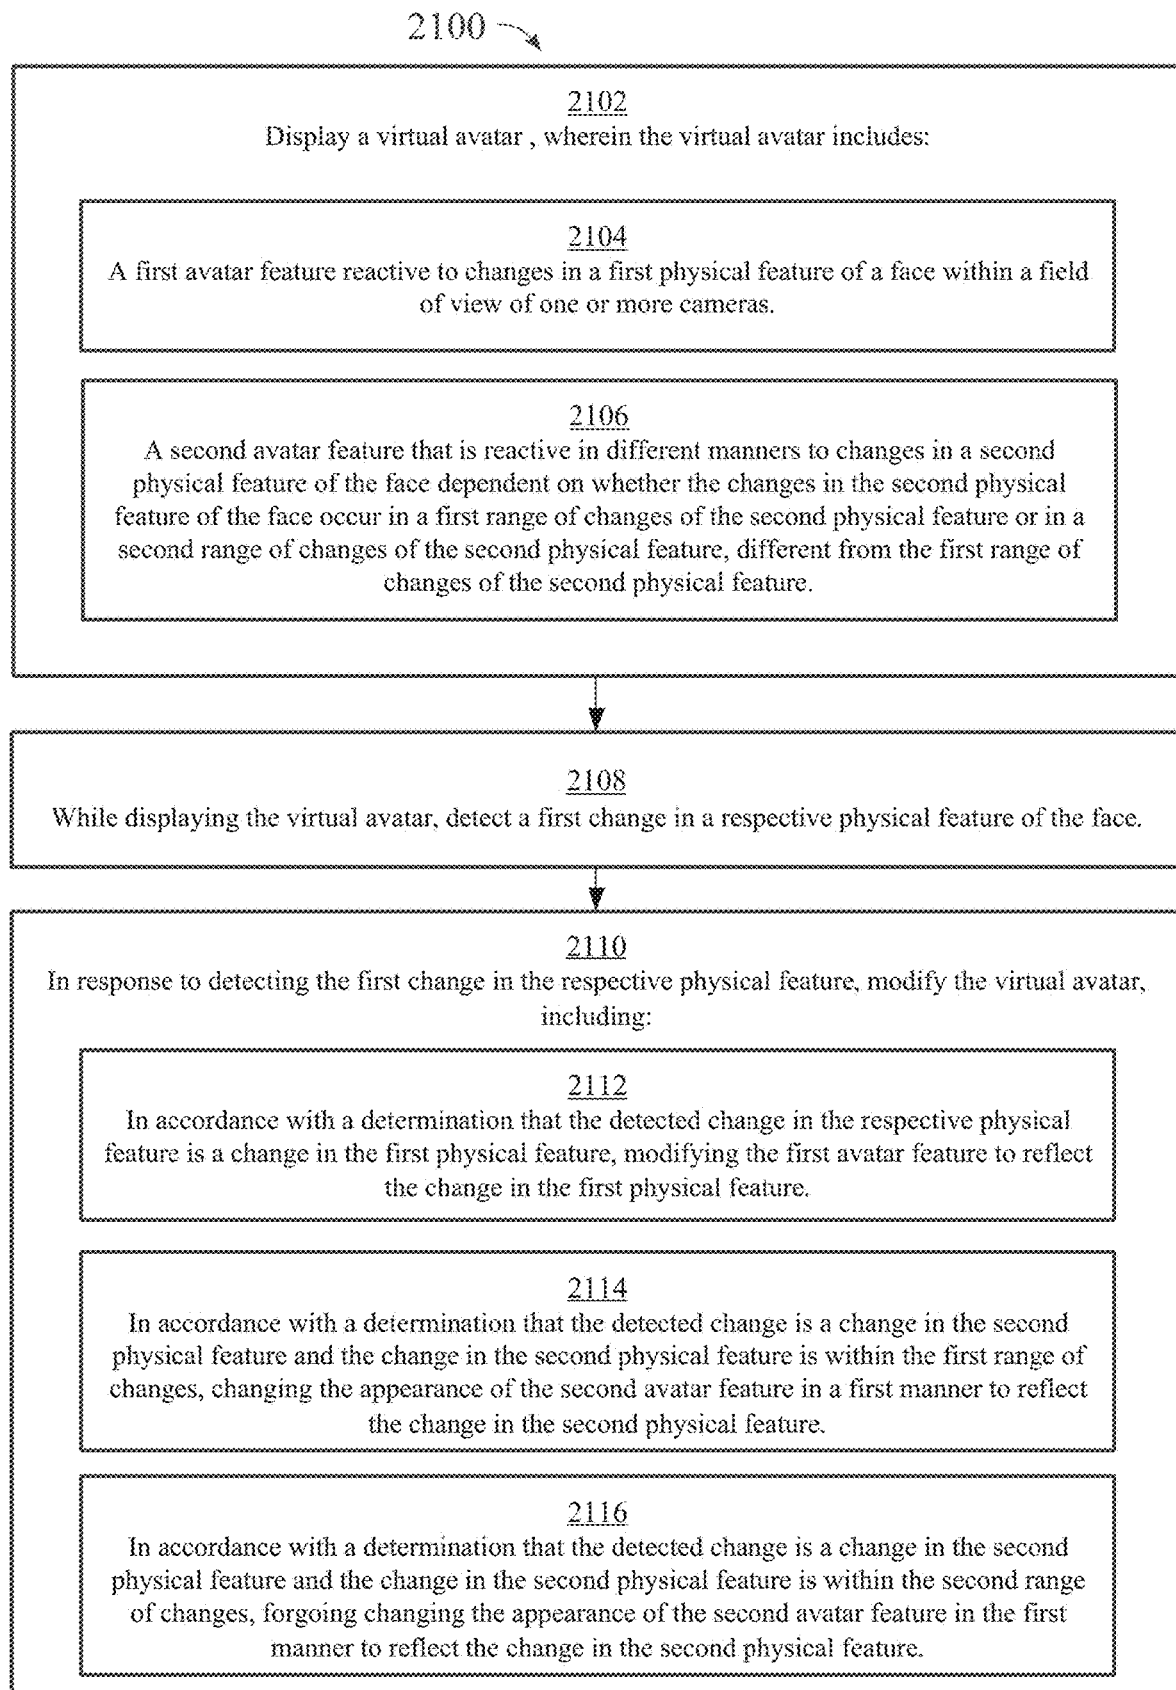 2100
2102
Display a virtual avatar , wherein the virtual avatar includes:
2104
A first avatar feature reactive to changes in a first physical feature of a face within a field
of view of one or more cameras.
2106
A second avatar feature that is reactive in different manners to changes in a second
physical feature of the face dependent on whether the changes in the second physical
feature of the face occur in a first range of changes of the second physical feature or in a
second range of changes of the second physical feature, different from the first range of
changes of the second physical feature.
2108
While displaying the virtual avatar, detect a first change in a respective physical feature of the face.
2110
In response to detecting the first change in the respective physical feature, modify the virtual avatar,
including:
2112
In accordance with a determination that the detected change in the respective physical
feature is a change in the first physical feature, modifying the first avatar feature to reflect
the change in the first physical feature.
2114
In accordance with a determination that the detected change is a change in the second
physical feature and the change in the second physical feature is within the first range of
changes, changing the appearance of the second avatar feature in a first manner to reflect
the change in the second physical feature.
2116
In accordance with a determination that the detected change is a change in the second
physical feature and the change in the second physical feature is within the second range
of changes, forgoing changing the appearance of the second avatar feature in the first
manner to reflect the change in the second physical feature.